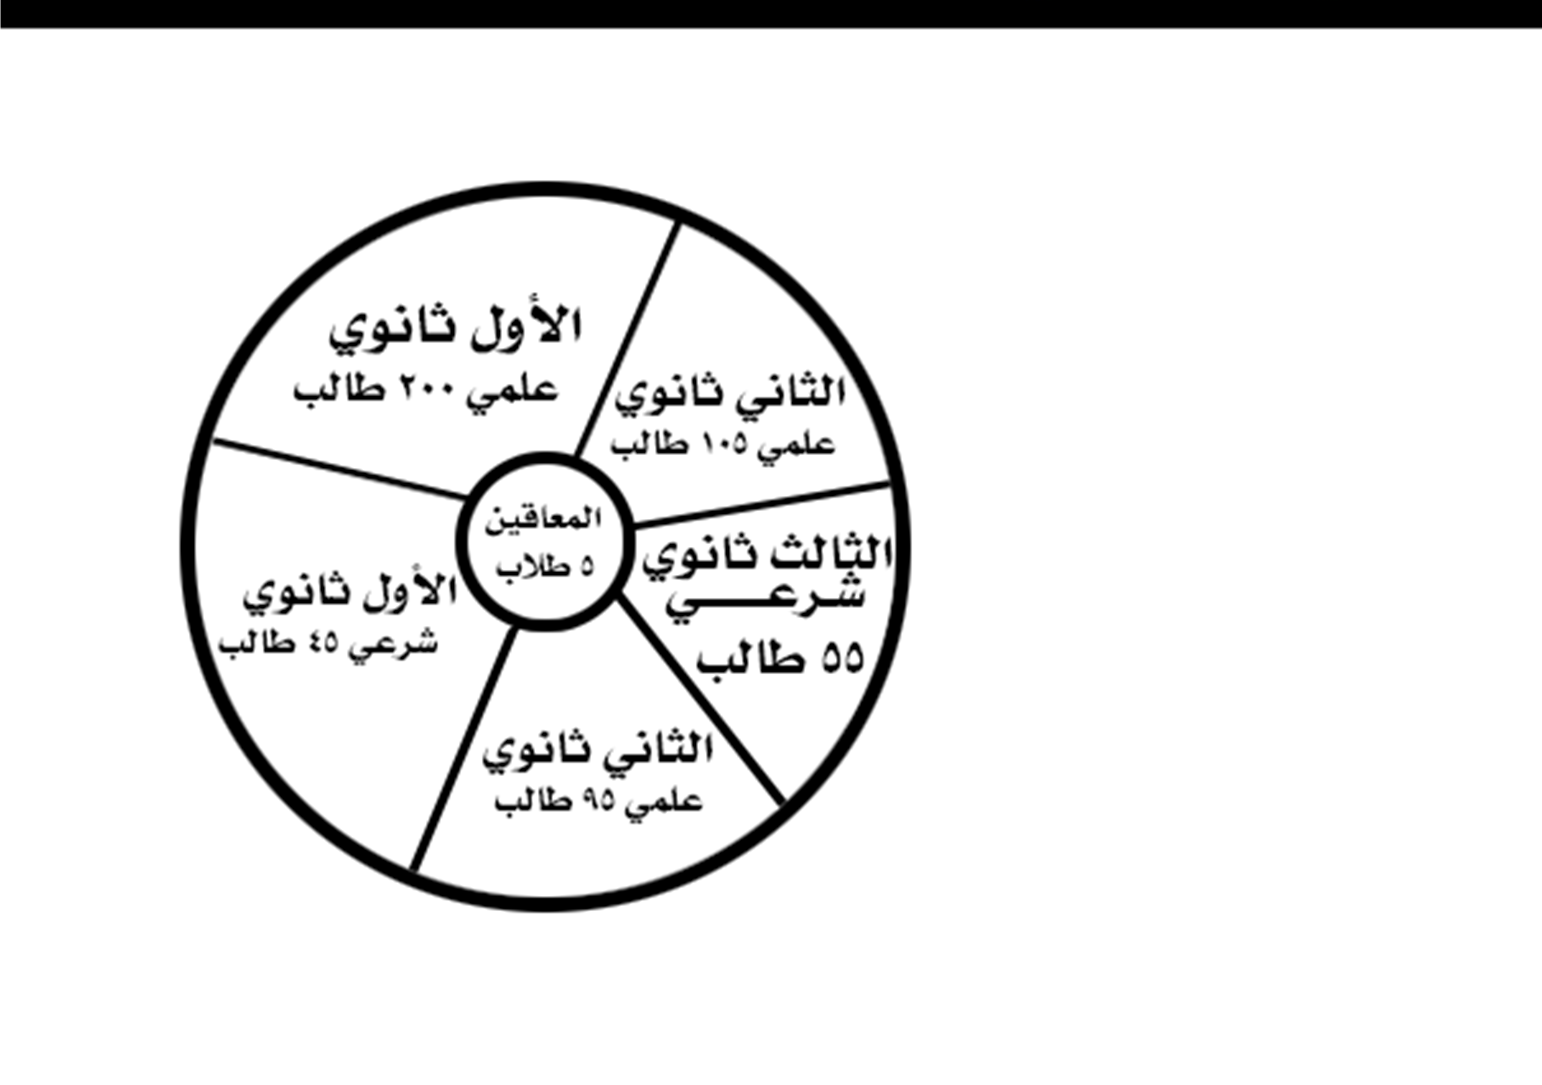 الأول ثانوي
علمي ٢٠٠ طالب
الثاني ثانوي
علمي ١٠٥ طالب
المعاقين
٥ طلاب
الثالث ثانوي
شرعـــــي
٥٥ طالب
الأول ثانوي
شرعي ٤٥ طالب
الثاني ثانوي
علمي ٩٥ طالب